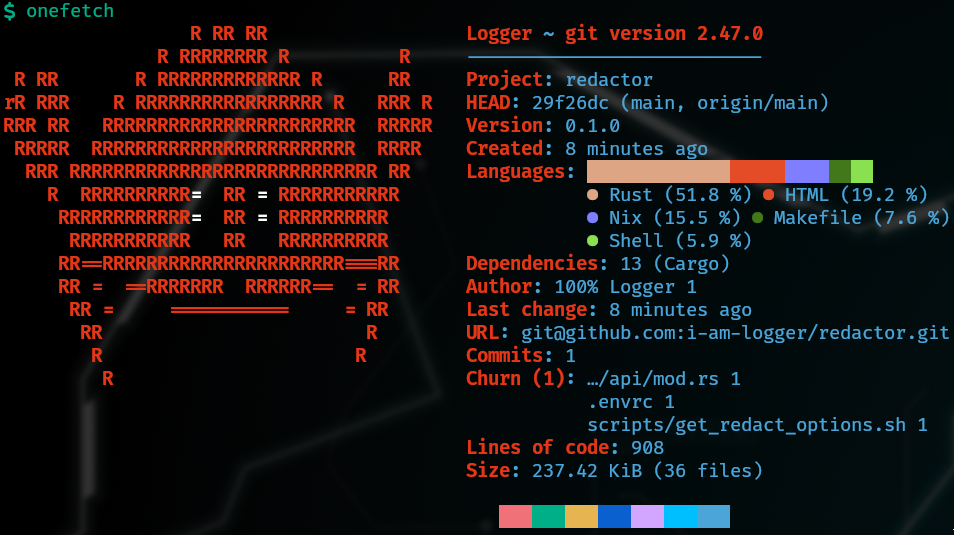 $ onefetch
R RR RR
R RRRRRRRR R R
R RR R RRRRRRRRRRRR R RR
rR RRR R RRRRRRRRRRRRRRRRR R RRR R
RRR RR RRRRRRRRRRRRRRRRRRRRRRR RRRRR
RRRRR RRRRRRRRRRRRRRRRRRRRRRRR RRRR
RRR RRRRRRRRRRRRRRRRRRRRRRRRRRRR RR
R RRRRRRRRRR= RR = RRRRRRRRRRR
RRRRRRRRRRRR= RR = RRRRRRRRRR
RRRRRRRRRRR RR RRRRRRRRRR
RR==RRRRRRRRRRRRRRRRRRRRRR===RR
RR = ==RRRRRRR RRRRRR== = RR
RR = =========== = RR
RR R
R R
R
Logger ~ git version 2.47.0
Project: redactor
HEAD: 29f26dc (main, origin/main)
Version: 0.1.0
Created: 8 minutes ago
Languages:
Rust (51.8 %) HTML (19.2 %)
Nix (15.5 %) Makefile (7.6 %)
Shell (5.9 %)
Dependencies: 13 (Cargo)
Author: 100% Logger 1
Last change: 8 minutes ago
URL: git@github.com:i-am-logger/redactor.git
Commits: 1
Churn (1): …/api/mod.rs 1
.envrc 1
scripts/get_redact_options.sh 1
Lines of code: 908
Size: 237.42 KiB (36 files)